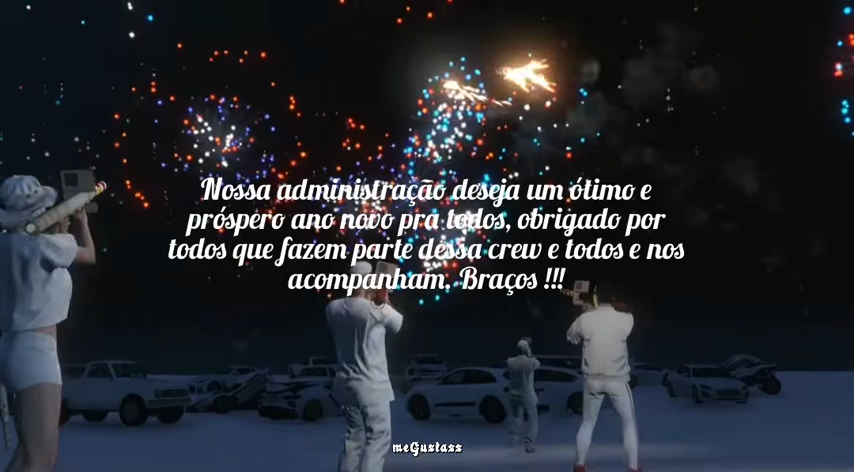 Nossa administração deseja um ótimo e
próspero ano novo pra todos, obrigado por
todos que fazem parte dessa crew e todos e nos
acompanham. Braços !!!
meGustass